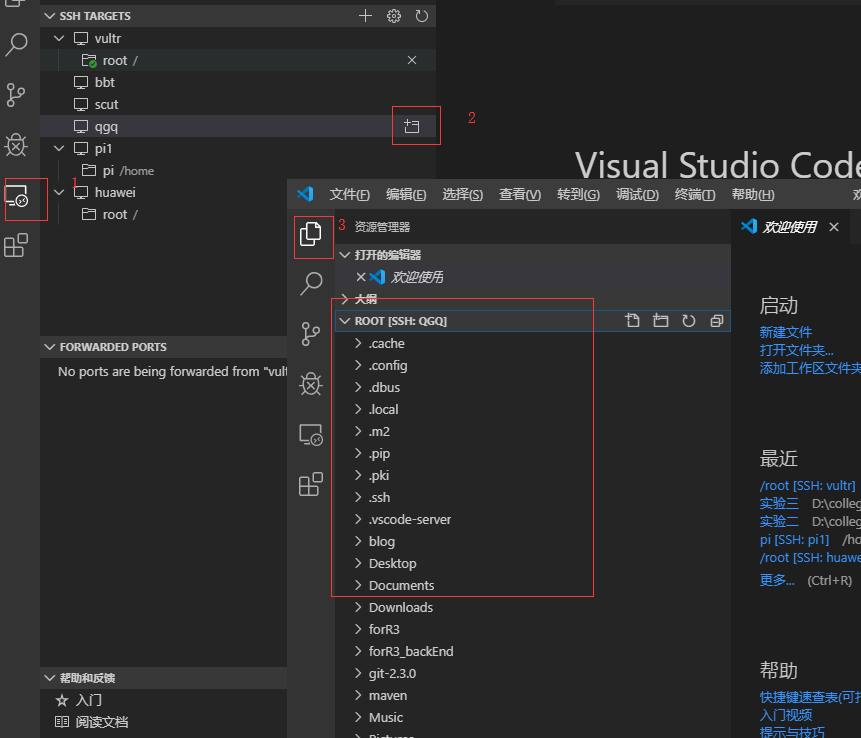 SSH TARGETS
vultr
root /
bbt
scut
qgq
2
pi1
pi /home
1
huawei
root /
FORWARDED PORTS
No ports are being forwarded from "vult
帮助和反馈
入门
阅读文档
Visual Studio Code
文件(F) 编辑(E) 选择(S) 查看(V) 转到(G) 调试(D) 终端(T) 帮助(H)
3
资源管理器
打开的编辑器
欢迎使用
大纲
ROOT [SSH: QGQ]
.cache
.config
.dbus
.local
.m2
.pip
.pki
.ssh
.vscode-server
blog
Desktop
Documents
Downloads
forR3
forR3_backEnd
git-2.3.0
maven
Music
Pictures
欢迎使用
启动
新建文件
打开文件夹...
添加工作区文件夹
最近
/root [SSH: vultr]
实验三 D:\colleg
实验二 D:\colleg
pi [SSH: pi1] /ho
/root [SSH: huawe
更多... (Ctrl+R)
帮助
快捷键速查表(可打
入门视频
提示与技巧